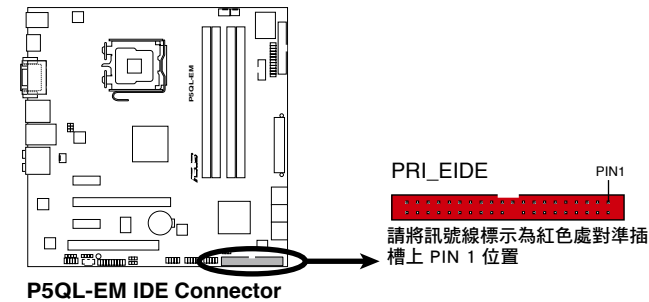 P5QL-EM
ASUS
PRI_EIDE
PIN1
請將訊號線標示為紅色處對準插
槽上 PIN 1 位置
P5QL-EM IDE Connector